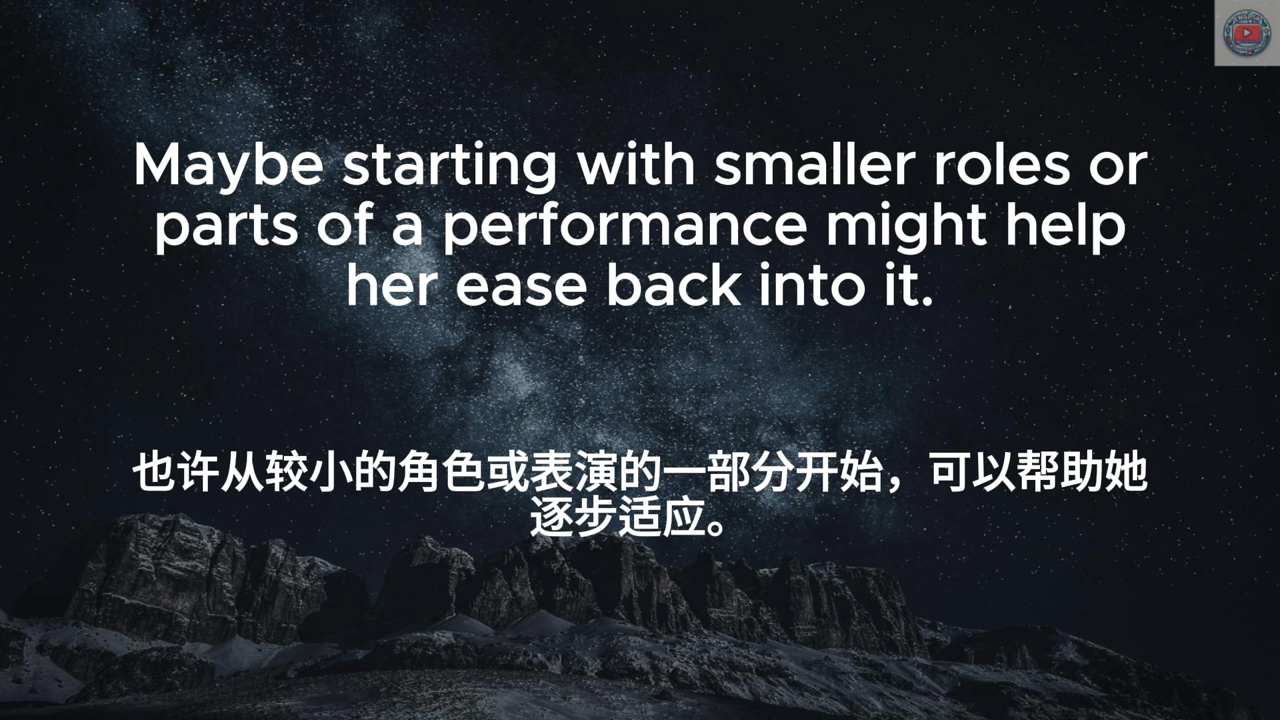 Maybe starting with smaller roles or
parts of a performance might help
her ease back into it.
也许从较小的角色或表演的一部分开始，可以帮助她
逐步适应。